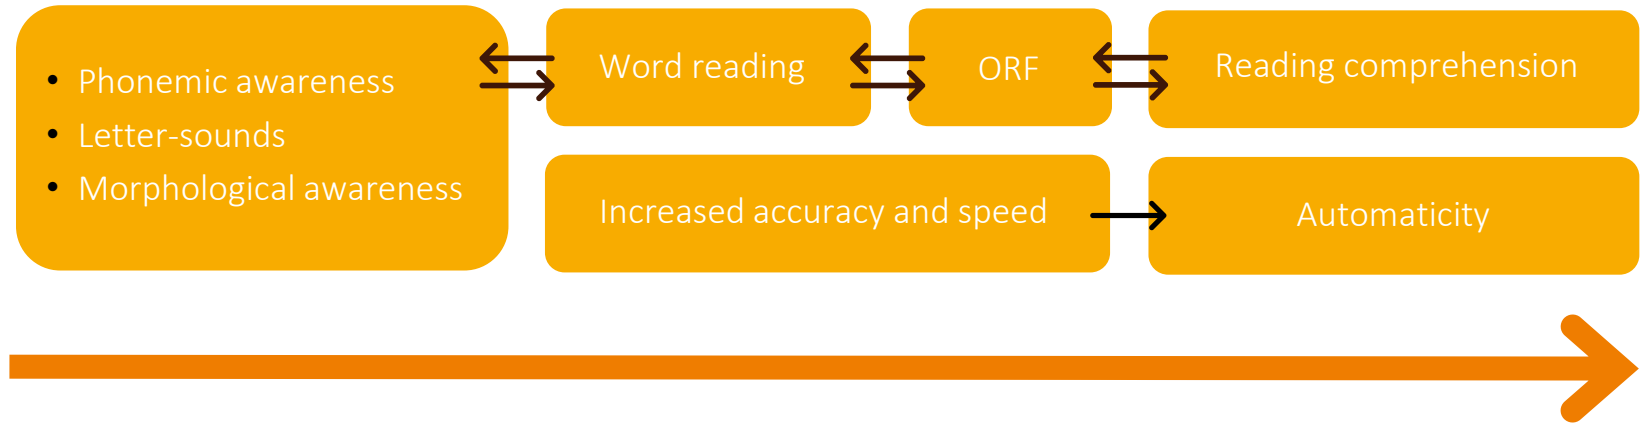 • Phonemic awareness
• Letter-sounds
• Morphological awareness
Word reading
ORF
Reading comprehension
Increased accuracy and speed
Automaticity